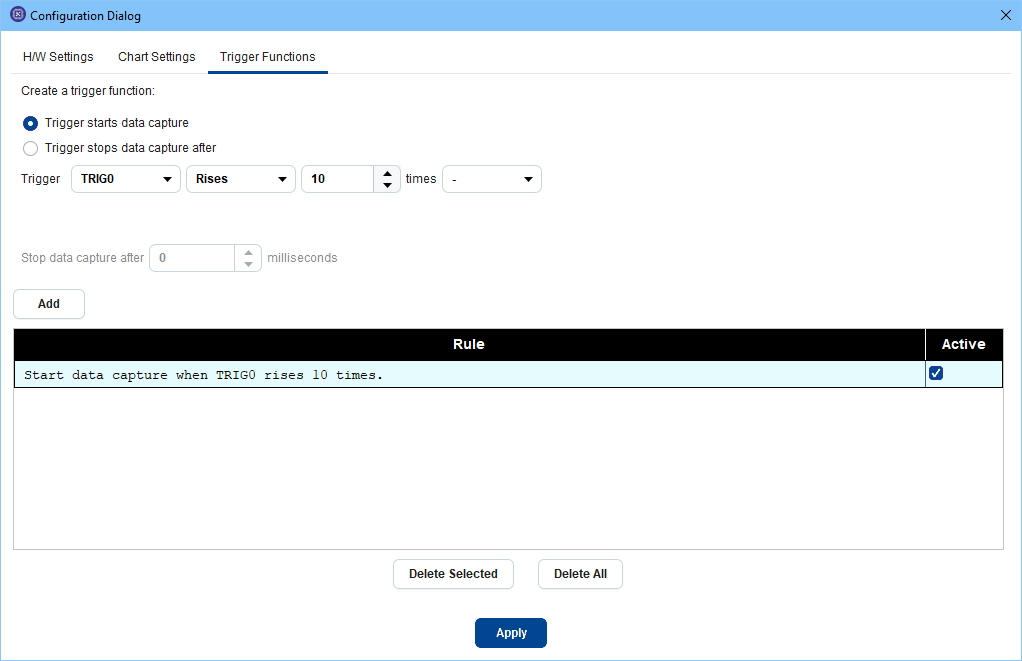 Configuration Dialog
H/W Settings Chart Settings Trigger Functions
Create a trigger function:
Trigger starts data capture
Trigger stops data capture after
Trigger TRIG0 Rises 10 times -
Stop data capture after 0 milliseconds
Add
Rule Active
Start data capture when TRIG0 rises 10 times.
Delete Selected Delete All
Apply